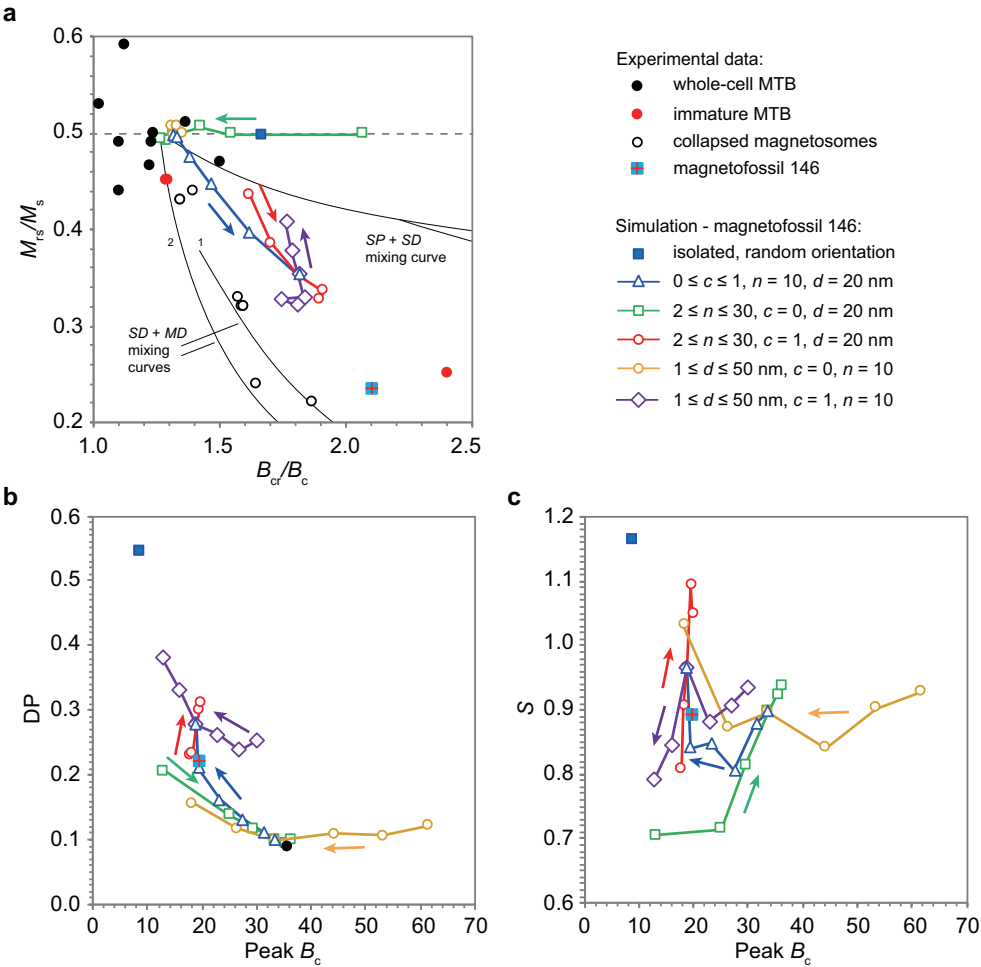 a
0.6
0.5
0.4
0.3
0.2
Mrs/Ms
1.0
1.5
2.0
2.5
Bcr/Bc
2
1
SP + SD
mixing curve
SD + MD
mixing
curves
Experimental data:
whole-cell MTB
immature MTB
collapsed magnetosomes
magnetofossil 146
Simulation - magnetofossil 146:
isolated, random orientation
0 ≤ c ≤ 1, n = 10, d = 20 nm
2 ≤ n ≤ 30, c = 0, d = 20 nm
2 ≤ n ≤ 30, c = 1, d = 20 nm
1 ≤ d ≤ 50 nm, c = 0, n = 10
1 ≤ d ≤ 50 nm, c = 1, n = 10
b
0.6
0.5
0.4
0.3
0.2
0.1
0.0
DP
0
10
20
30
40
50
60
70
Peak Bc
c
1.2
1.1
1.0
0.9
0.8
0.7
0.6
S
0
10
20
30
40
50
60
70
Peak Bc